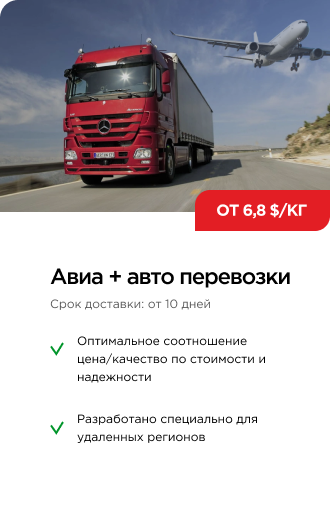 ОТ 6,8 $/КГ
Авиа + авто перевозки
Срок доставки: от 10 дней
Оптимальное соотношение
цена/качество по стоимости и
надежности
Разработано специально для
удаленных регионов